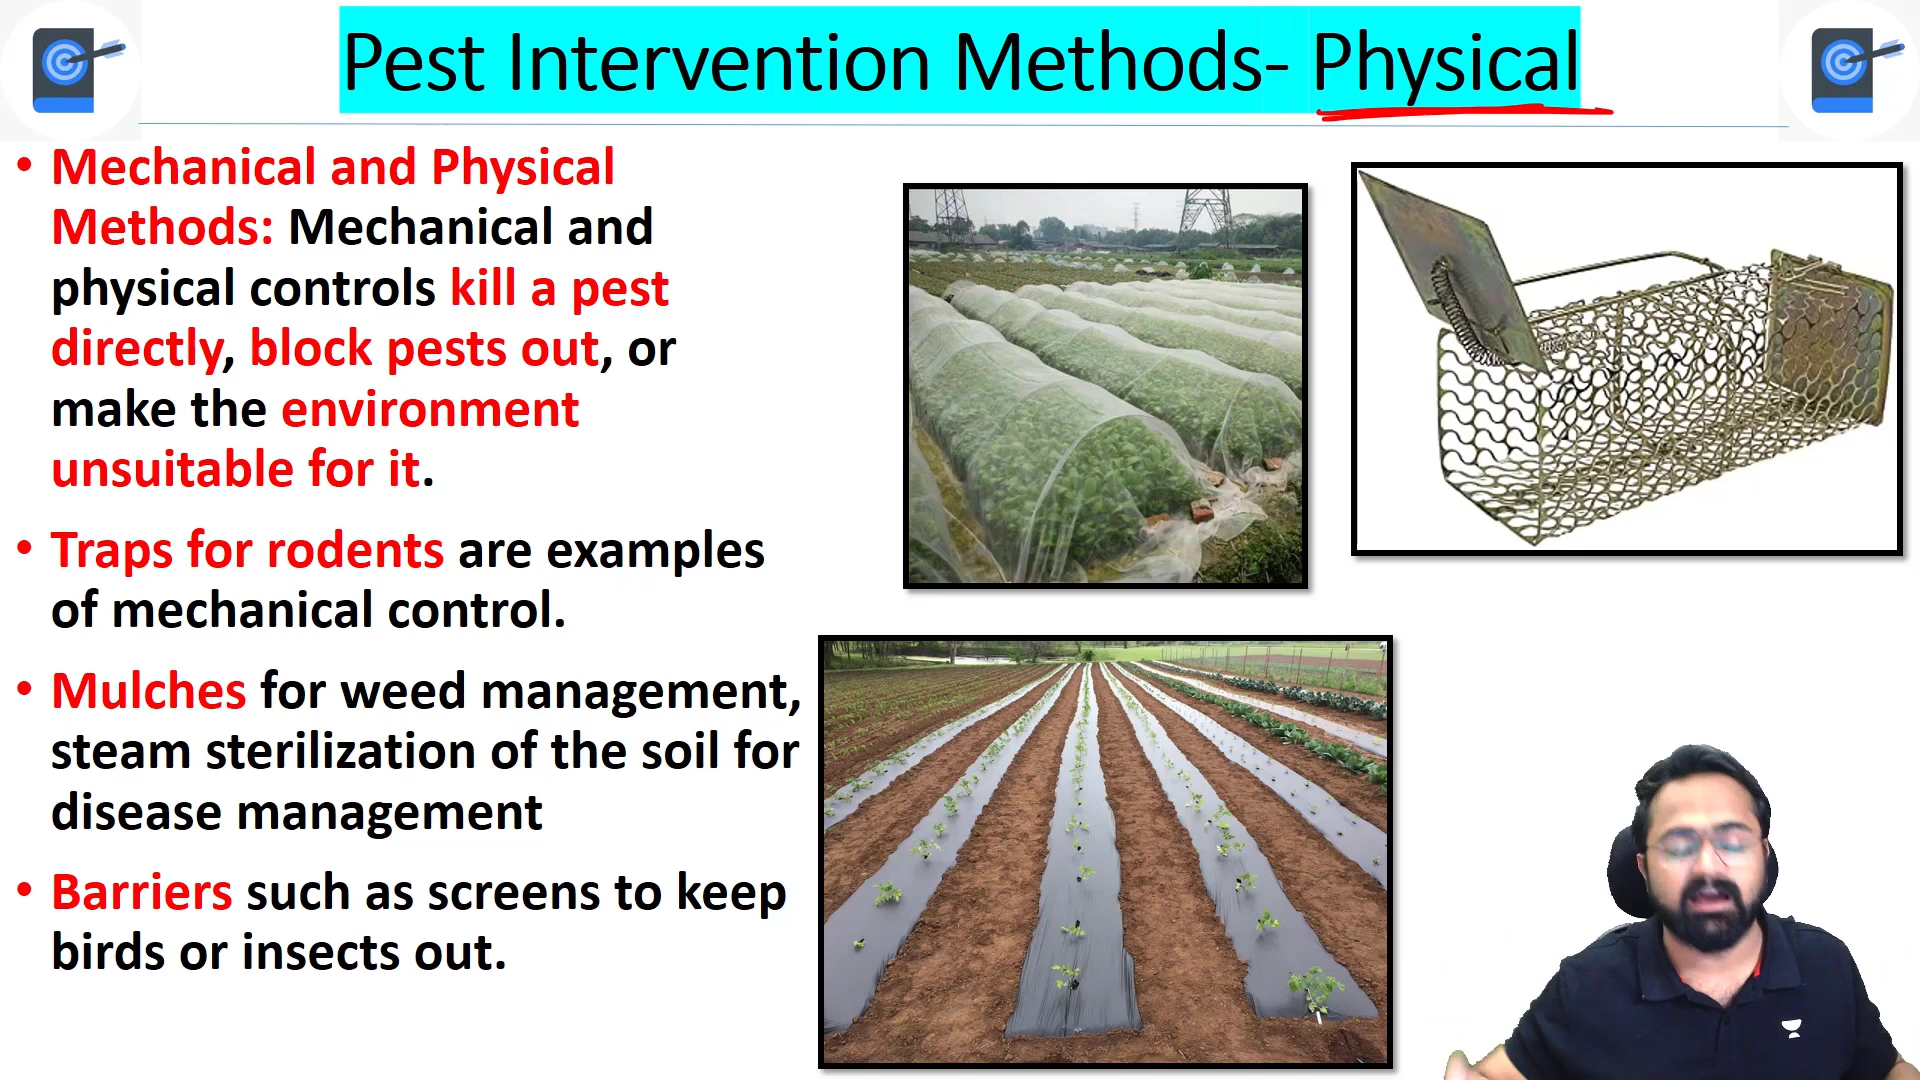 Pest Intervention Methods- Physical
• Mechanical and Physical
Methods: Mechanical and
physical controls kill a pest
directly, block pests out, or
make the environment
unsuitable for it.
• Traps for rodents are examples
of mechanical control.
• Mulches for weed management,
steam sterilization of the soil for
disease management
• Barriers such as screens to keep
birds or insects out.